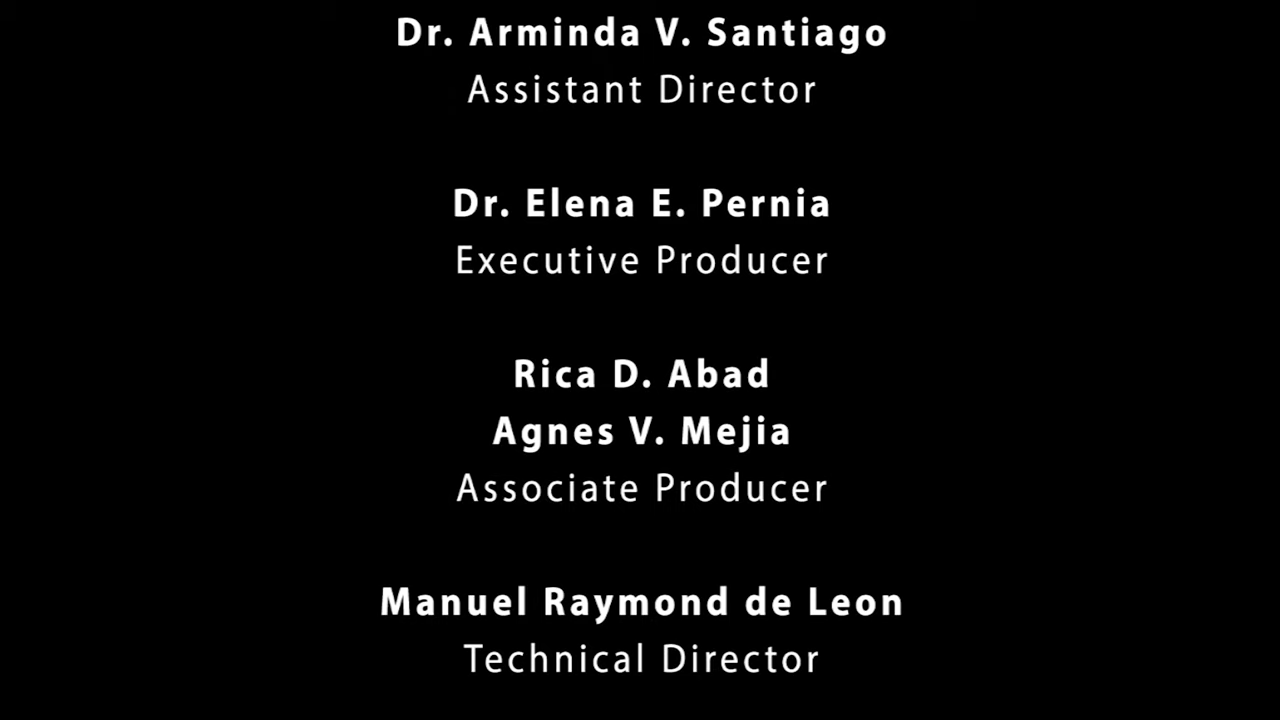 Dr. Arminda V. Santiago
Assistant Director
Dr. Elena E. Pernia
Executive Producer
Rica D. Abad
Agnes V. Mejia
Associate Producer
Manuel Raymond de Leon
Technical Director